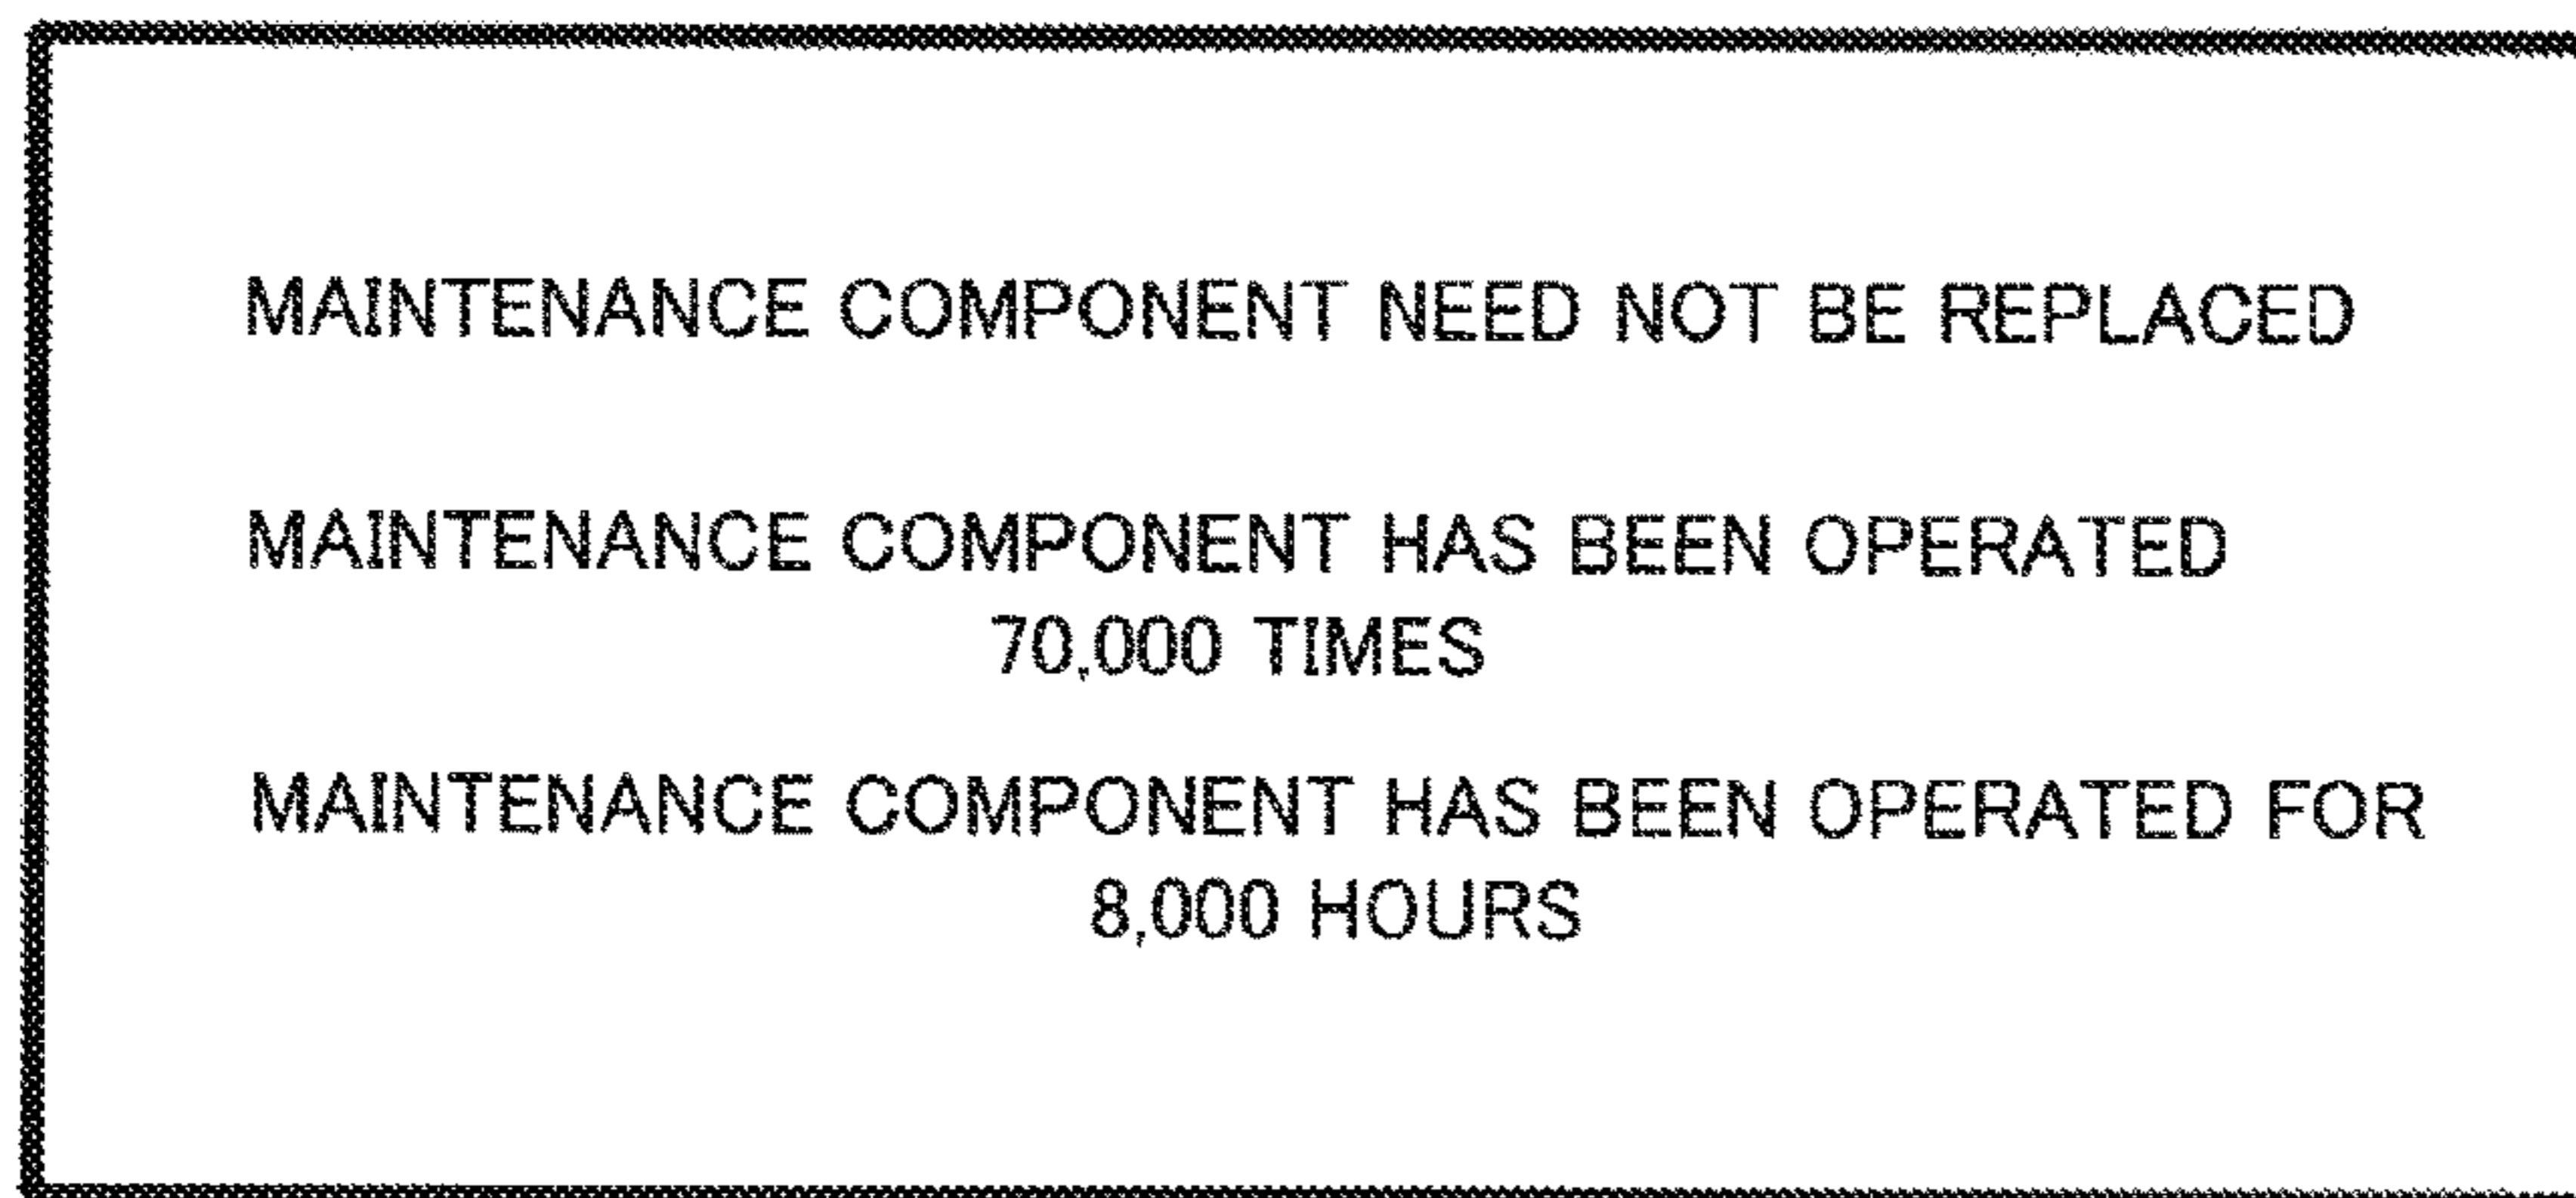 MAINTENANCE COMPONENT NEED NOT BE REPLACED
MAINTENANCE COMPONENT HAS BEEN OPERATED
70,000 TIMES
MAINTENANCE COMPONENT HAS BEEN OPERATED FOR
8,000 HOURS